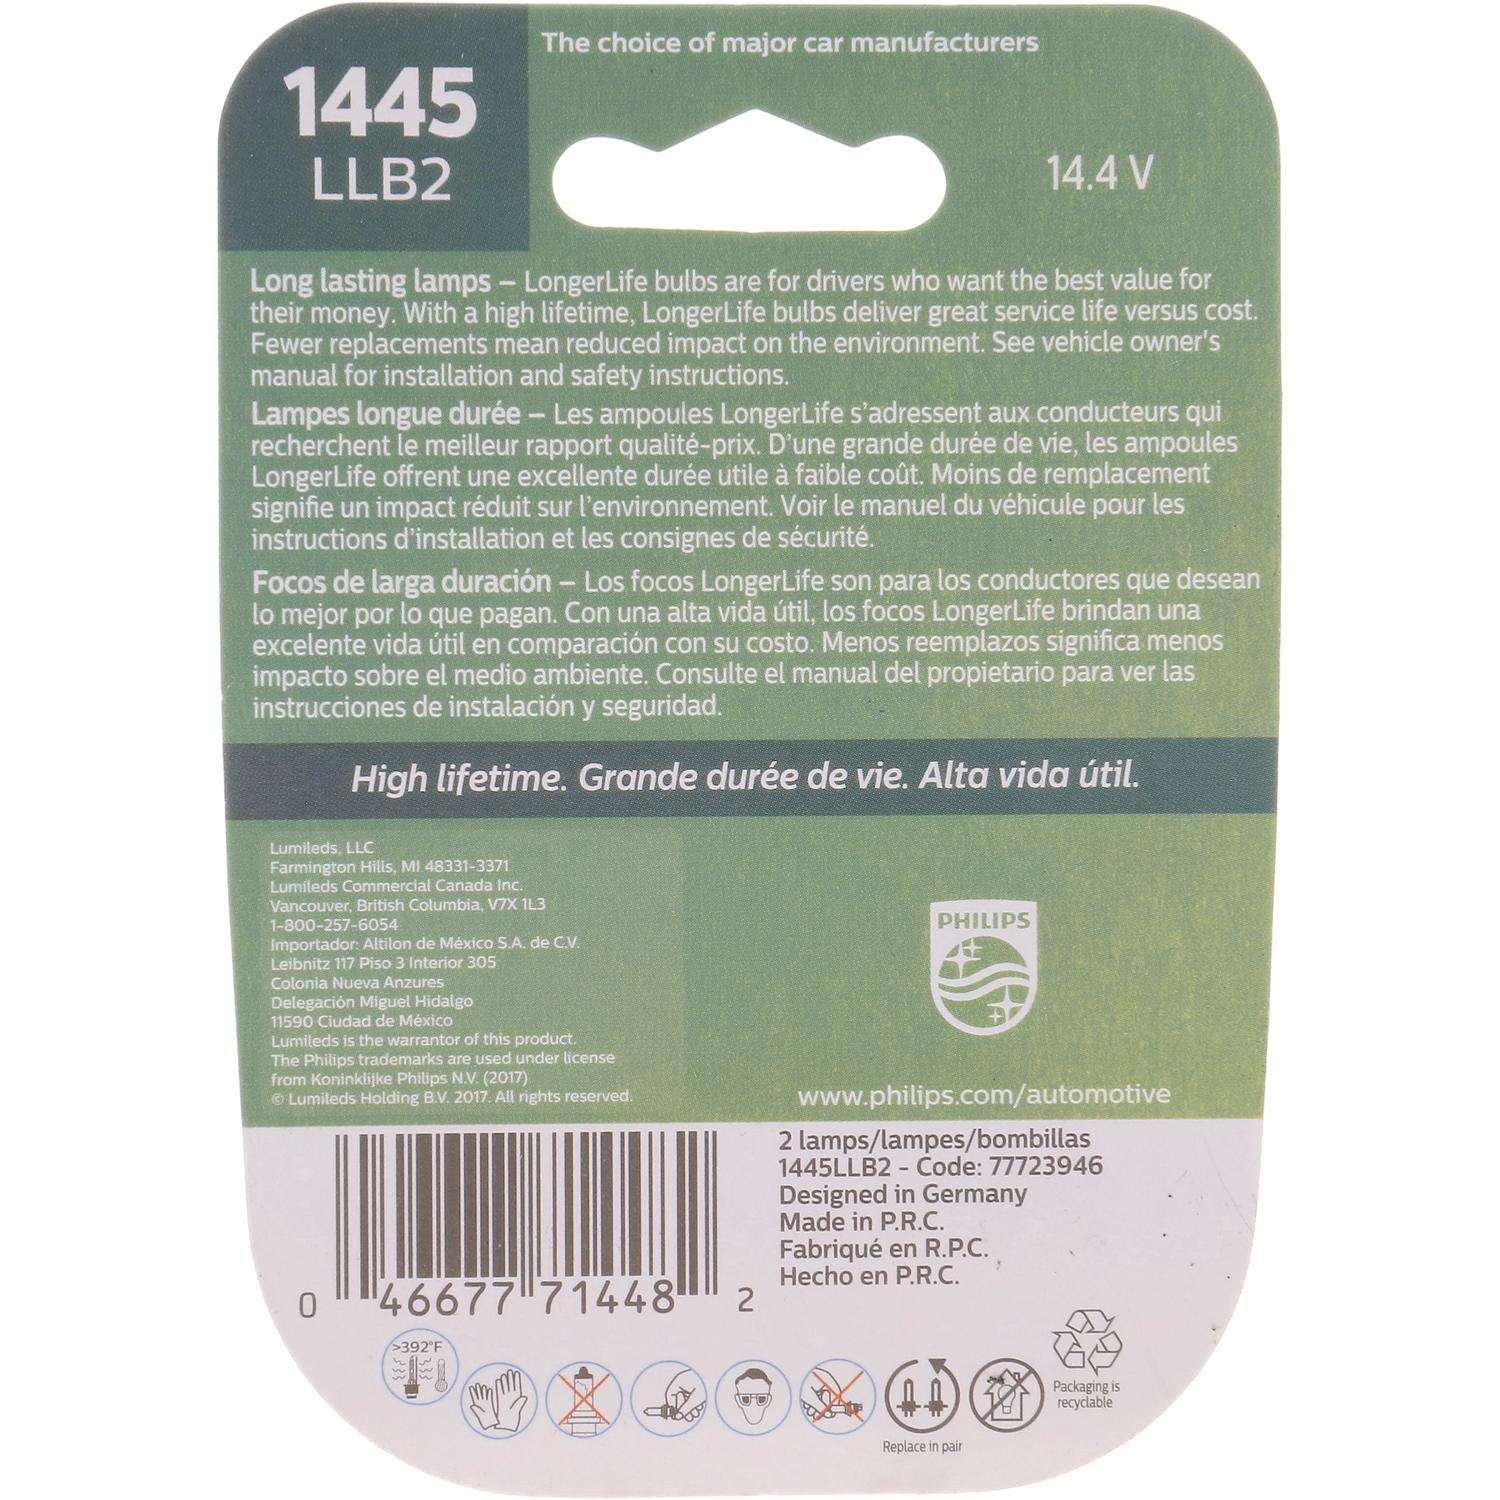 The choice of major car manufacturers
1445
LLB2
14.4 V
Long lasting lamps – LongerLife bulbs are for drivers who want the best value for
their money. With a high lifetime, LongerLife bulbs deliver great service life versus cost.
Fewer replacements mean reduced impact on the environment. See vehicle owner's
manual for installation and safety instructions.
Lampes longue durée – Les ampoules LongerLife s'adressent aux conducteurs qui
recherchent le meilleur rapport qualité-prix. D'une grande durée de vie, les ampoules
LongerLife offrent une excellente durée utile à faible coût. Moins de remplacement
signifie un impact réduit sur l'environnement. Voir le manuel du véhicule pour les
instructions d'installation et les consignes de sécurité.
Focos de larga duración – Los focos LongerLife son para los conductores que desean
lo mejor por lo que pagan. Con una alta vida útil, los focos LongerLife brindan una
excelente vida útil en comparación con su costo. Menos reemplazos significa menos
impacto sobre el medio ambiente. Consulte el manual del propietario para ver las
instrucciones de instalación y seguridad.
High lifetime. Grande durée de vie. Alta vida útil.
Lumileds, LLC
Farmington Hills, MI 48331-3371
Lumileds Commercial Canada Inc.
Vancouver, British Columbia, V7X 1L3
1-800-257-6054
Importador: Altilon de México S.A. de C.V.
Leibnitz 117 Piso 3 Interior 305
Colonia Nueva Anzures
Delegación Miguel Hidalgo
11590 Ciudad de México
Lumileds is the warrantor of this product.
The Philips trademarks are used under license
from Koninklijke Philips N.V. (2017)
© Lumileds Holding B.V. 2017. All rights reserved.
PHILIPS
www.philips.com/automotive
2 lamps/lampes/bombillas
1445LLB2 - Code: 77723946
Designed in Germany
Made in P.R.C.
Fabriqué en R.P.C.
Hecho en P.R.C.
0 46677 71448 2
>392°F
Replace in pair
Packaging is
recyclable